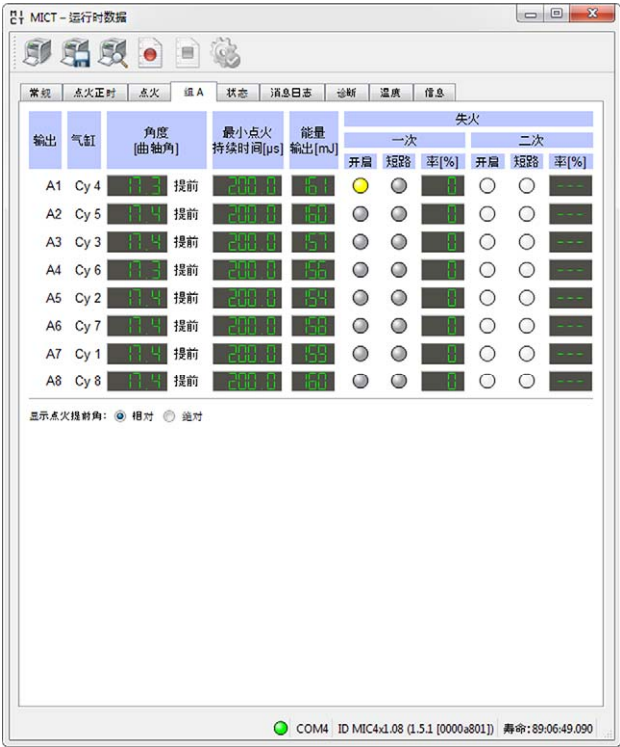 MICT – 运行时数据
常规 点火正时 点火 组 A 状态 消息日志 诊断 温度 信息
失火
输出 气缸 角度 最小点火 能量 一次 二次
[曲轴角] 持续时间[µs] 输出[mJ]
开启 短路 率[%] 开启 短路 率[%]
A1 Cy 4 17.3 提前 200.0 161 0 ---
A2 Cy 5 17.4 提前 200.0 160 0 ---
A3 Cy 3 17.4 提前 200.0 157 0 ---
A4 Cy 6 17.3 提前 200.0 156 0 ---
A5 Cy 2 17.4 提前 200.0 154 0 ---
A6 Cy 7 17.4 提前 200.0 158 0 ---
A7 Cy 1 17.4 提前 200.0 159 0 ---
A8 Cy 8 17.4 提前 200.0 160 0 ---
显示点火提前角: 相对 绝对
COM4 ID MIC4x1.08 (1.5.1 [0000a801]) 寿命:89:06:49.090